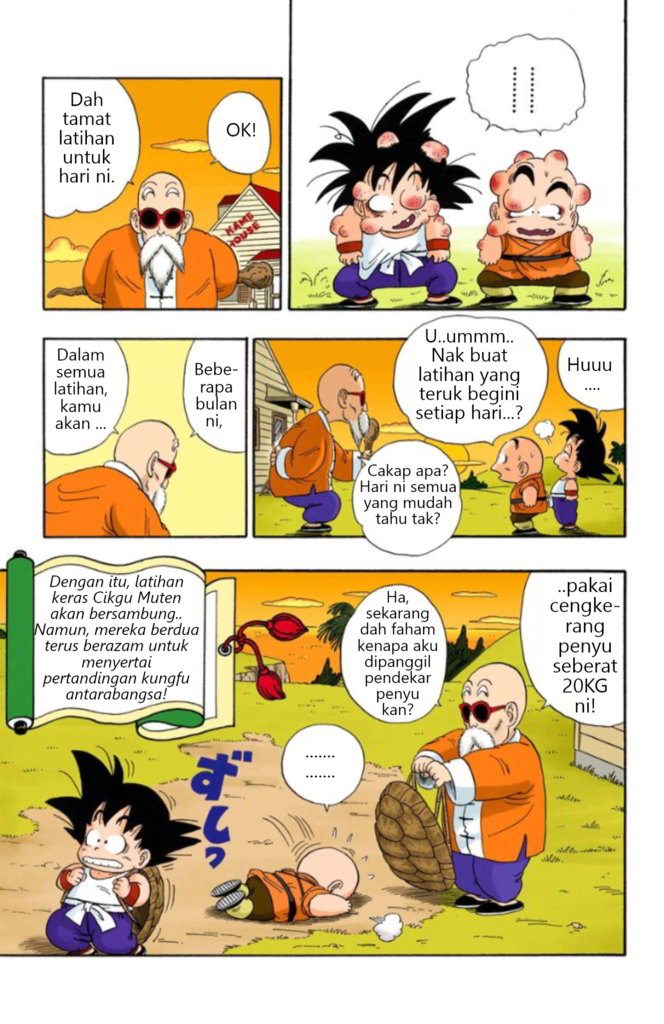 .........
.........
OK!
KAME
HOUSE
Dah
tamat
latihan
untuk
hari ni.
Huuu
....
U..ummm..
Nak buat
latihan yang
teruk begini
setiap hari...?
Cakap apa?
Hari ni semua
yang mudah
tahu tak?
Bebe-
rapa
bulan
ni,
Dalam
semua
latihan,
kamu
akan ...
..pakai
cengke-
rang
penyu
seberat
20KG
ni!
Ha,
sekarang
dah faham
kenapa aku
dipanggil
pendekar
penyu
kan?
.......
.......
ずしっ
Dengan itu, latihan
keras Cikgu Muten
akan bersambung..
Namun, mereka berdua
terus berazam untuk
menyertai
pertandingan kungfu
antarabangsa!